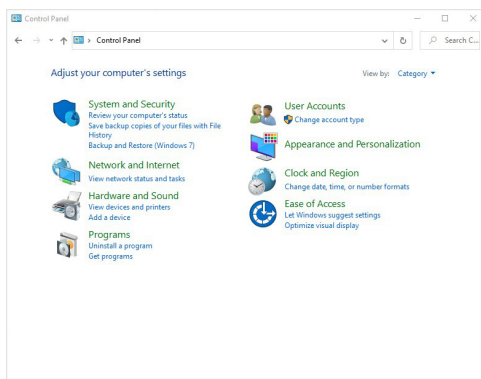 Control Panel
Control Panel
Search C...
Adjust your computer's settings
View by: Category
System and Security
Review your computer's status
Save backup copies of your files with File
History
Backup and Restore (Windows 7)
Network and Internet
View network status and tasks
Hardware and Sound
View devices and printers
Add a device
Programs
Uninstall a program
Get programs
User Accounts
Change account type
Appearance and Personalization
Clock and Region
Change date, time, or number formats
Ease of Access
Let Windows suggest settings
Optimize visual display